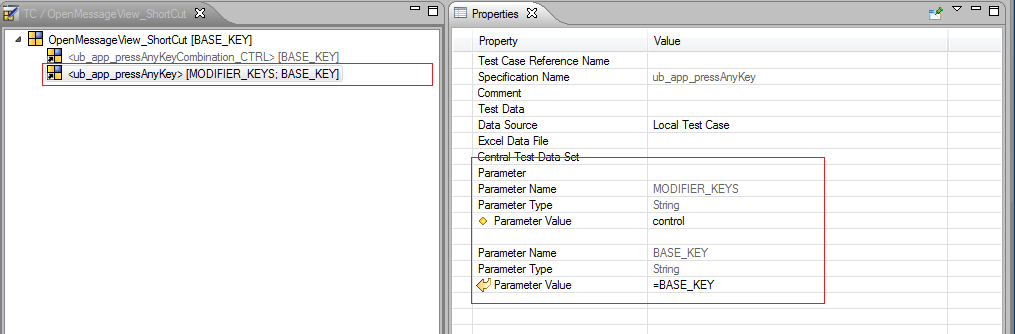 TC / OpenMessageView_ShortCut
OpenMessageView_ShortCut [BASE_KEY]
<ub_app_pressAnyKeyCombination_CTRL> [BASE_KEY]
<ub_app_pressAnyKey> [MODIFIER_KEYS; BASE_KEY]
Properties
Property Value
Test Case Reference Name
Specification Name ub_app_pressAnyKey
Comment
Test Data
Data Source Local Test Case
Excel Data File
Central Test Data Set
Parameter
Parameter Name MODIFIER_KEYS
Parameter Type String
Parameter Value control
Parameter Name BASE_KEY
Parameter Type String
Parameter Value =BASE_KEY